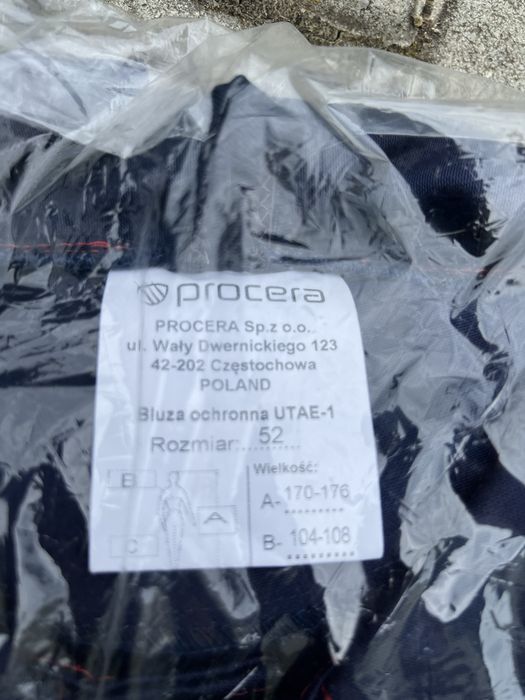 procera
PROCERA Sp.z o.o.
ul. Wały Dwernickiego 123
42-202 Częstochowa
POLAND
Bluza ochronna UTAE-1
Rozmiar: 52
Wielkość:
B
A- 170-176
A
C
B- 104-108